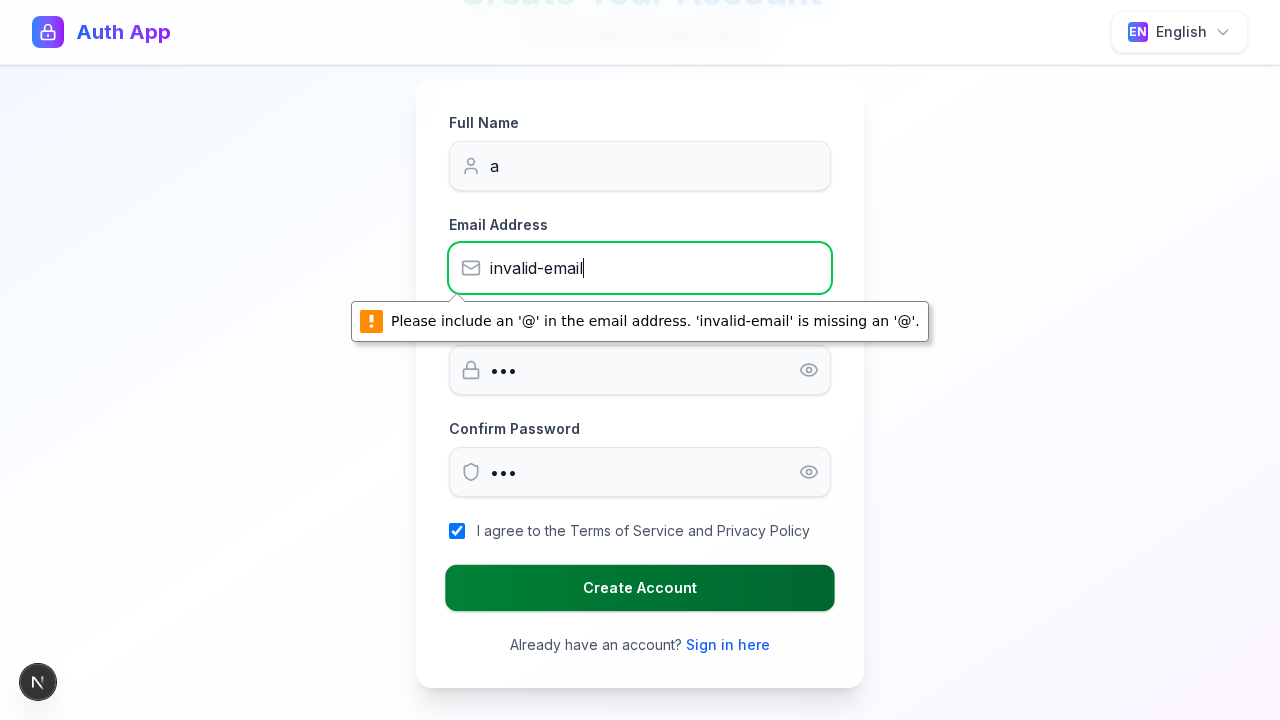 Create Your Account
Auth App
EN English
Full Name
a
Email Address
invalid-email
Please include an '@' in the email address. 'invalid-email' is missing an '@'.
•••
Confirm Password
•••
I agree to the Terms of Service and Privacy Policy
Create Account
Already have an account? Sign in here
N